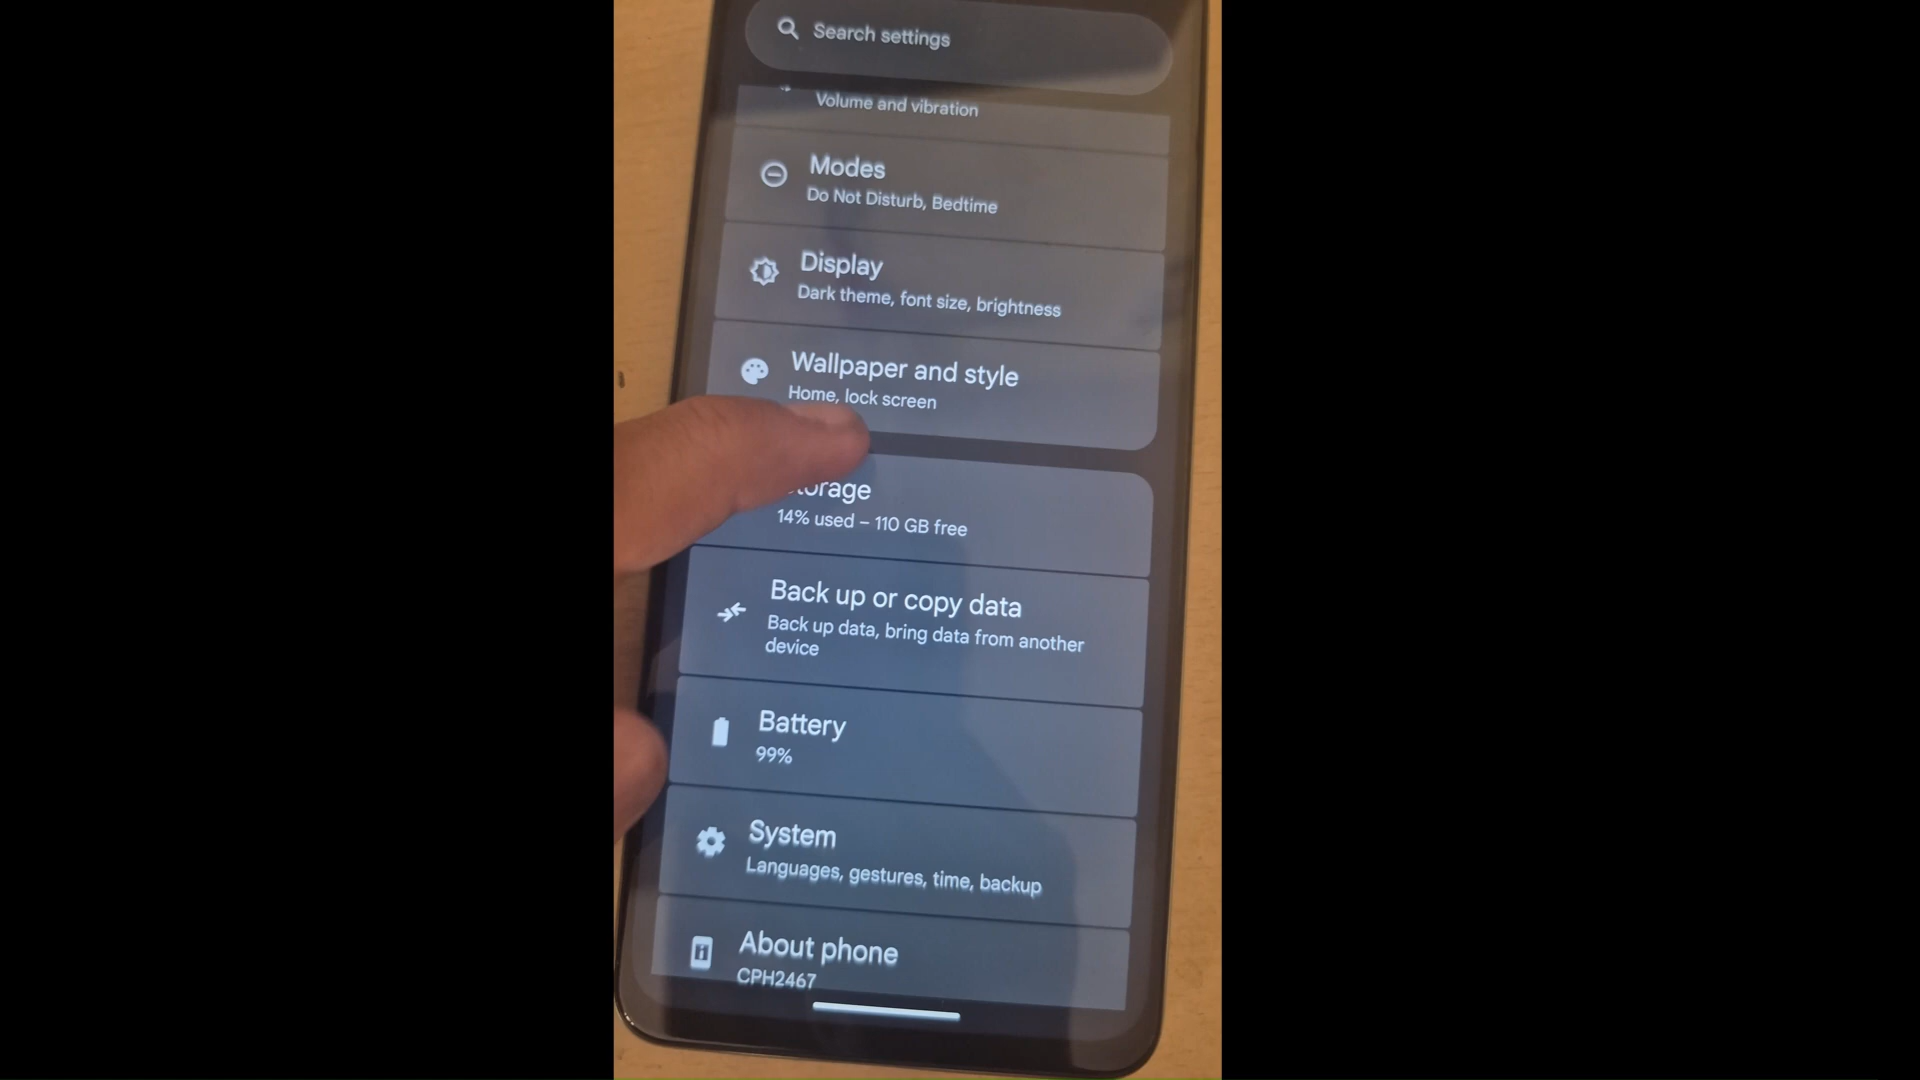 Search settings
Volume and vibration
Modes
Do Not Disturb, Bedtime
Display
Dark theme, font size, brightness
Wallpaper and style
Home, lock screen
torage
14% used – 110 GB free
Back up or copy data
Back up data, bring data from another
device
Battery
99%
System
Languages, gestures, time, backup
About phone
CPH2467